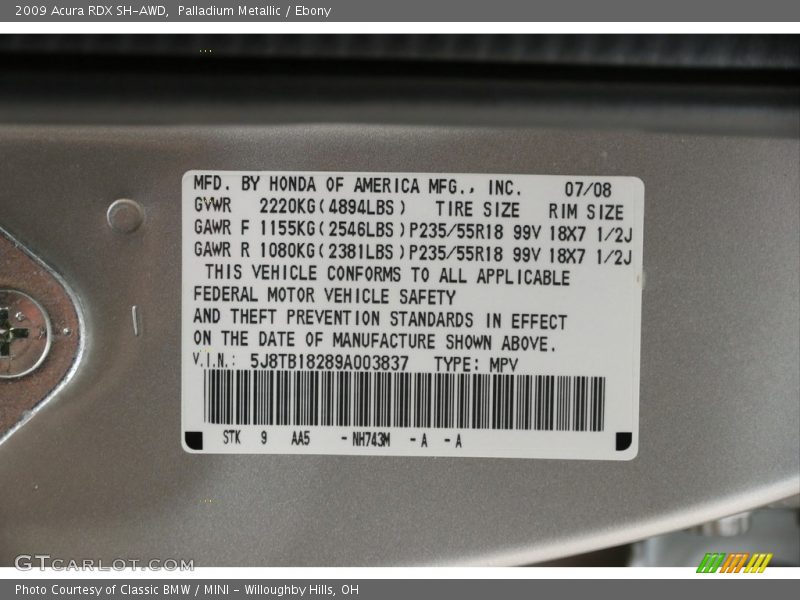 2009 Acura RDX SH-AWD,  Palladium Metallic / Ebony
MFD. BY HONDA OF AMERICA MFG., INC. 07/08
GVWR 2220KG(4894LBS) TIRE SIZE RIM SIZE
GAWR F 1155KG(2546LBS)P235/55R18 99V 18X7 1/2J
GAWR R 1080KG(2381LBS)P235/55R18 99V 18X7 1/2J
THIS VEHICLE CONFORMS TO ALL APPLICABLE
FEDERAL MOTOR VEHICLE SAFETY
AND THEFT PREVENTION STANDARDS IN EFFECT
ON THE DATE OF MANUFACTURE SHOWN ABOVE.
V.I.N.: 5J8TB18289A003837 TYPE: MPV
STK 9 AA5 -NH743M -A -A
GTCARLOT.COM
Photo Courtesy of Classic BMW / MINI - Willoughby Hills, OH